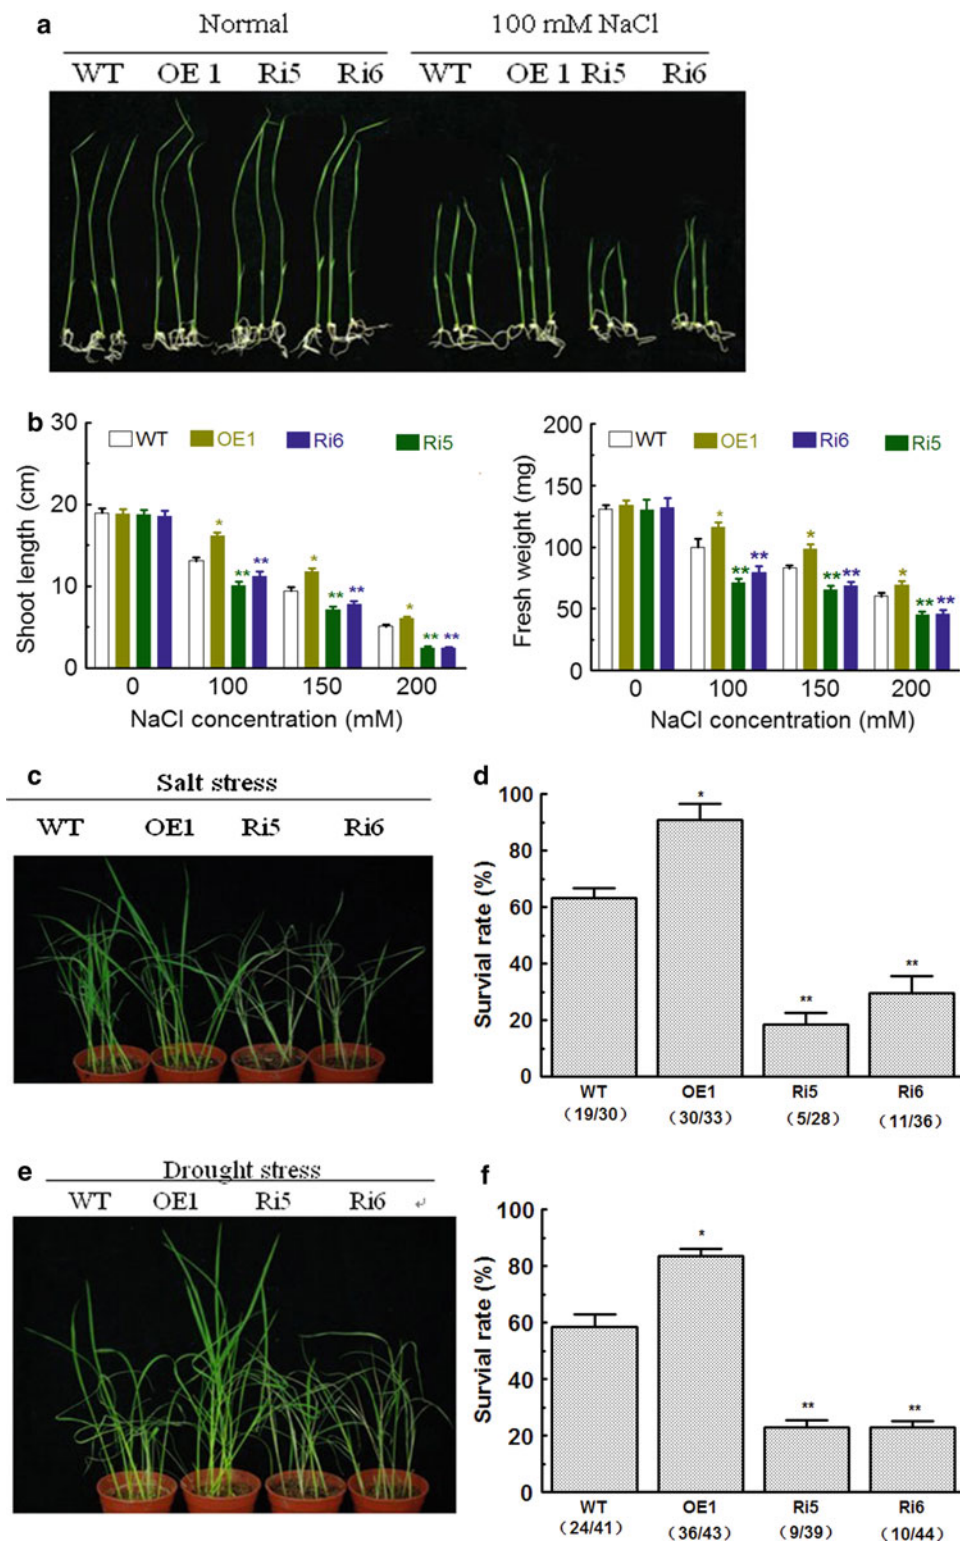 a
Normal 100 mM NaCl
WT OE 1 Ri5 Ri6 WT OE 1 Ri5 Ri6
b
30
20
10
0
Shoot length (cm)
WT OE1 Ri6 Ri5
* ** **
* ** **
* ** **
0 100 150 200
NaCl concentration (mM)
200
150
100
50
0
Fresh weight (mg)
WT OE1 Ri6 Ri5
* ** **
* ** **
* ** **
0 100 150 200
NaCl concentration (mM)
c
Salt stress
WT OE1 Ri5 Ri6
d
100
80
60
40
20
0
Survial rate (%)
* ** **
WT OE1 Ri5 Ri6
(19/30) (30/33) (5/28) (11/36)
e
Drought stress
WT OE1 Ri5 Ri6 ↵
f
100
80
60
40
20
0
Survial rate (%)
* ** **
WT OE1 Ri5 Ri6
(24/41) (36/43) (9/39) (10/44)